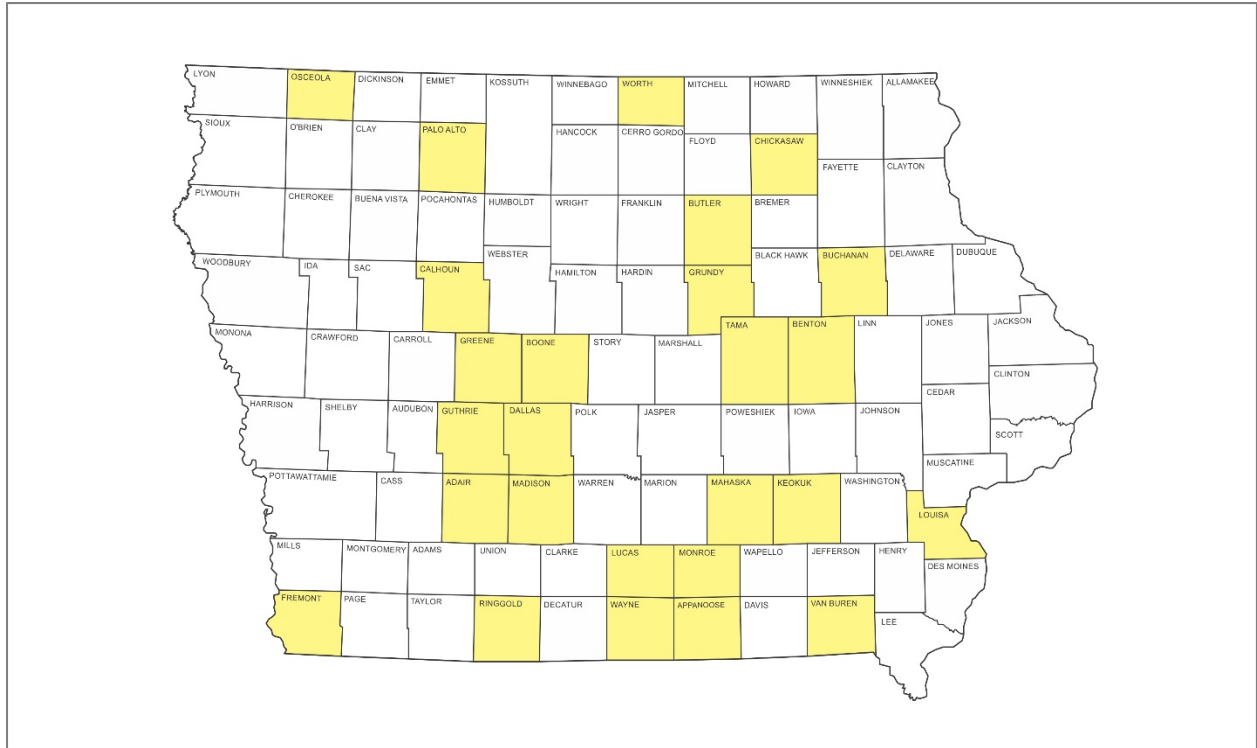 LYON
OSCEOLA
DICKINSON
EMMET
KOSSUTH
WINNEBAGO
WORTH
MITCHELL
HOWARD
WINNESHIEK
ALLAMAKEE
SIOUX
O'BRIEN
CLAY
PALO ALTO
HANCOCK
CERRO GORDO
FLOYD
CHICKASAW
FAYETTE
CLAYTON
PLYMOUTH
CHEROKEE
BUENA VISTA
POCAHONTAS
HUMBOLDT
WRIGHT
FRANKLIN
BUTLER
BREMER
WOODBURY
IDA
SAC
CALHOUN
WEBSTER
HAMILTON
HARDIN
GRUNDY
BLACK HAWK
BUCHANAN
DELAWARE
DUBUQUE
MONONA
CRAWFORD
CARROLL
GREENE
BOONE
STORY
MARSHALL
TAMA
BENTON
LINN
JONES
JACKSON
CLINTON
CEDAR
HARRISON
SHELBY
AUDUBON
GUTHRIE
DALLAS
POLK
JASPER
POWESHIEK
IOWA
JOHNSON
SCOTT
MUSCATINE
POTTAWATTAMIE
CASS
ADAIR
MADISON
WARREN
MARION
MAHASKA
KEOKUK
WASHINGTON
LOUISA
MILLS
MONTGOMERY
ADAMS
UNION
CLARKE
LUCAS
MONROE
WAPELLO
JEFFERSON
HENRY
DES MOINES
FREMONT
PAGE
TAYLOR
RINGGOLD
DECATUR
WAYNE
APPANOOSE
DAVIS
VAN BUREN
LEE